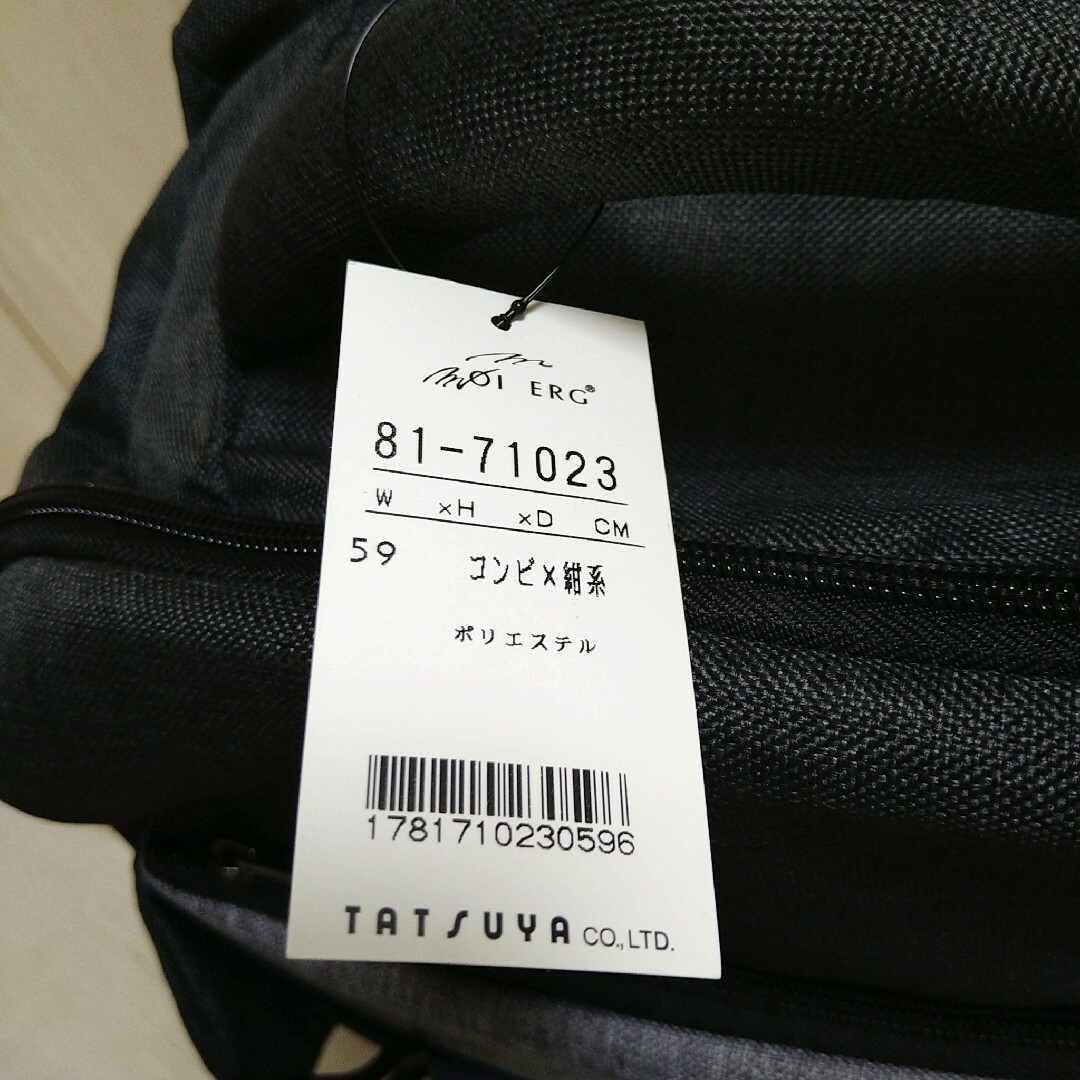 MOI ERG®
81-71023
W ×H ×D CM
59 コンビ×紺系
ポリエステル
1781710230596
TATSUYA CO.,LTD.